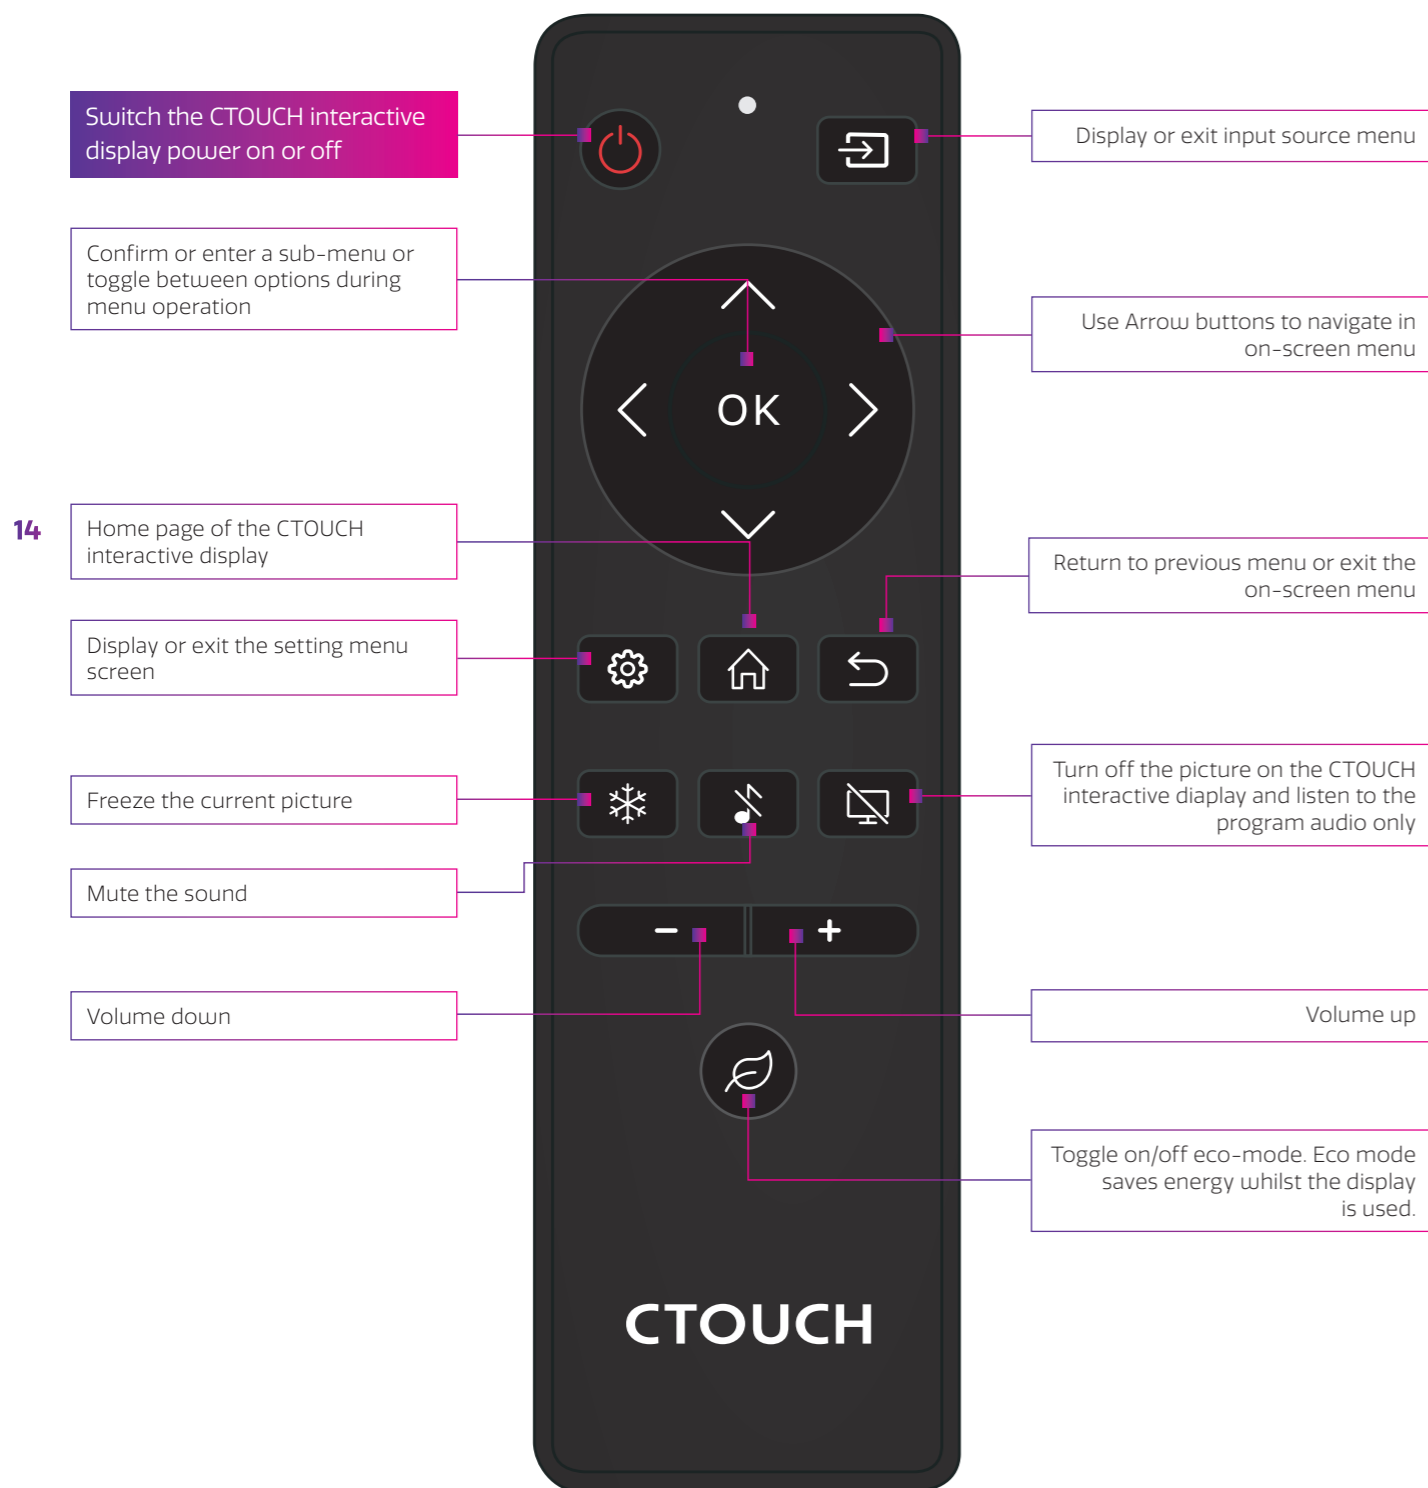 Switch the CTOUCH interactive
display power on or off
Display or exit input source menu
Confirm or enter a sub-menu or
toggle between options during
menu operation
Use Arrow buttons to navigate in
on-screen menu
OK
14
Home page of the CTOUCH
interactive display
Return to previous menu or exit the
on-screen menu
Display or exit the setting menu
screen
Turn off the picture on the CTOUCH
interactive diaplay and listen to the
program audio only
Freeze the current picture
Mute the sound
- +
Volume down
Volume up
Toggle on/off eco-mode. Eco mode
saves energy whilst the display
is used.
CTOUCH